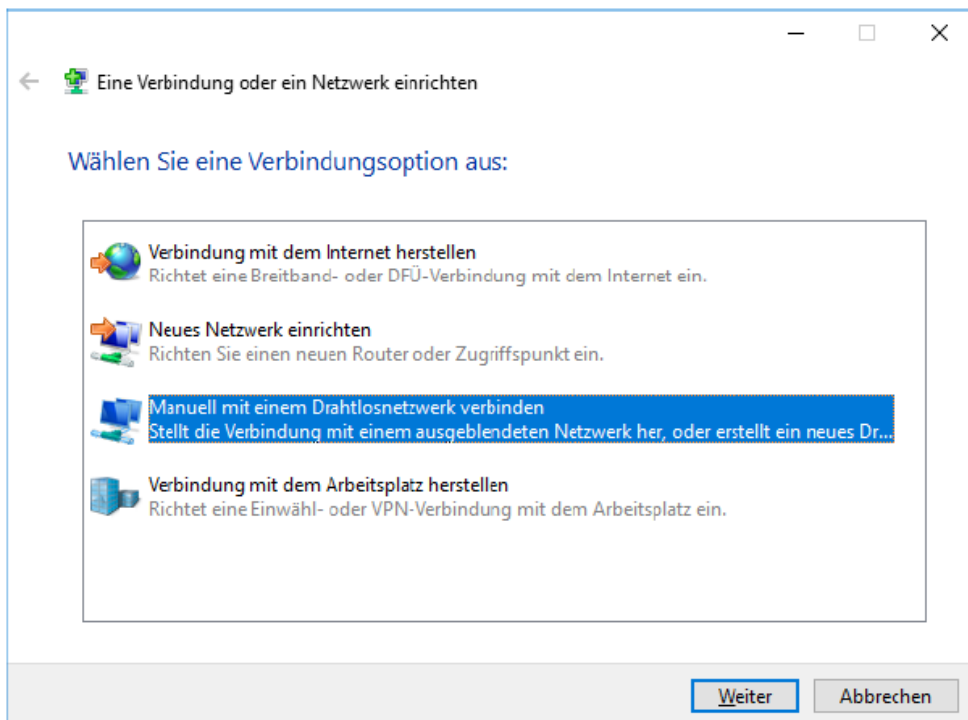 Eine Verbindung oder ein Netzwerk einrichten
Wählen Sie eine Verbindungsoption aus:
Verbindung mit dem Internet herstellen
Richtet eine Breitband- oder DFÜ-Verbindung mit dem Internet ein.
Neues Netzwerk einrichten
Richten Sie einen neuen Router oder Zugriffspunkt ein.
Manuell mit einem Drahtlosnetzwerk verbinden
Stellt die Verbindung mit einem ausgeblendeten Netzwerk her, oder erstellt ein neues Dr...
Verbindung mit dem Arbeitsplatz herstellen
Richtet eine Einwähl- oder VPN-Verbindung mit dem Arbeitsplatz ein.
Weiter Abbrechen